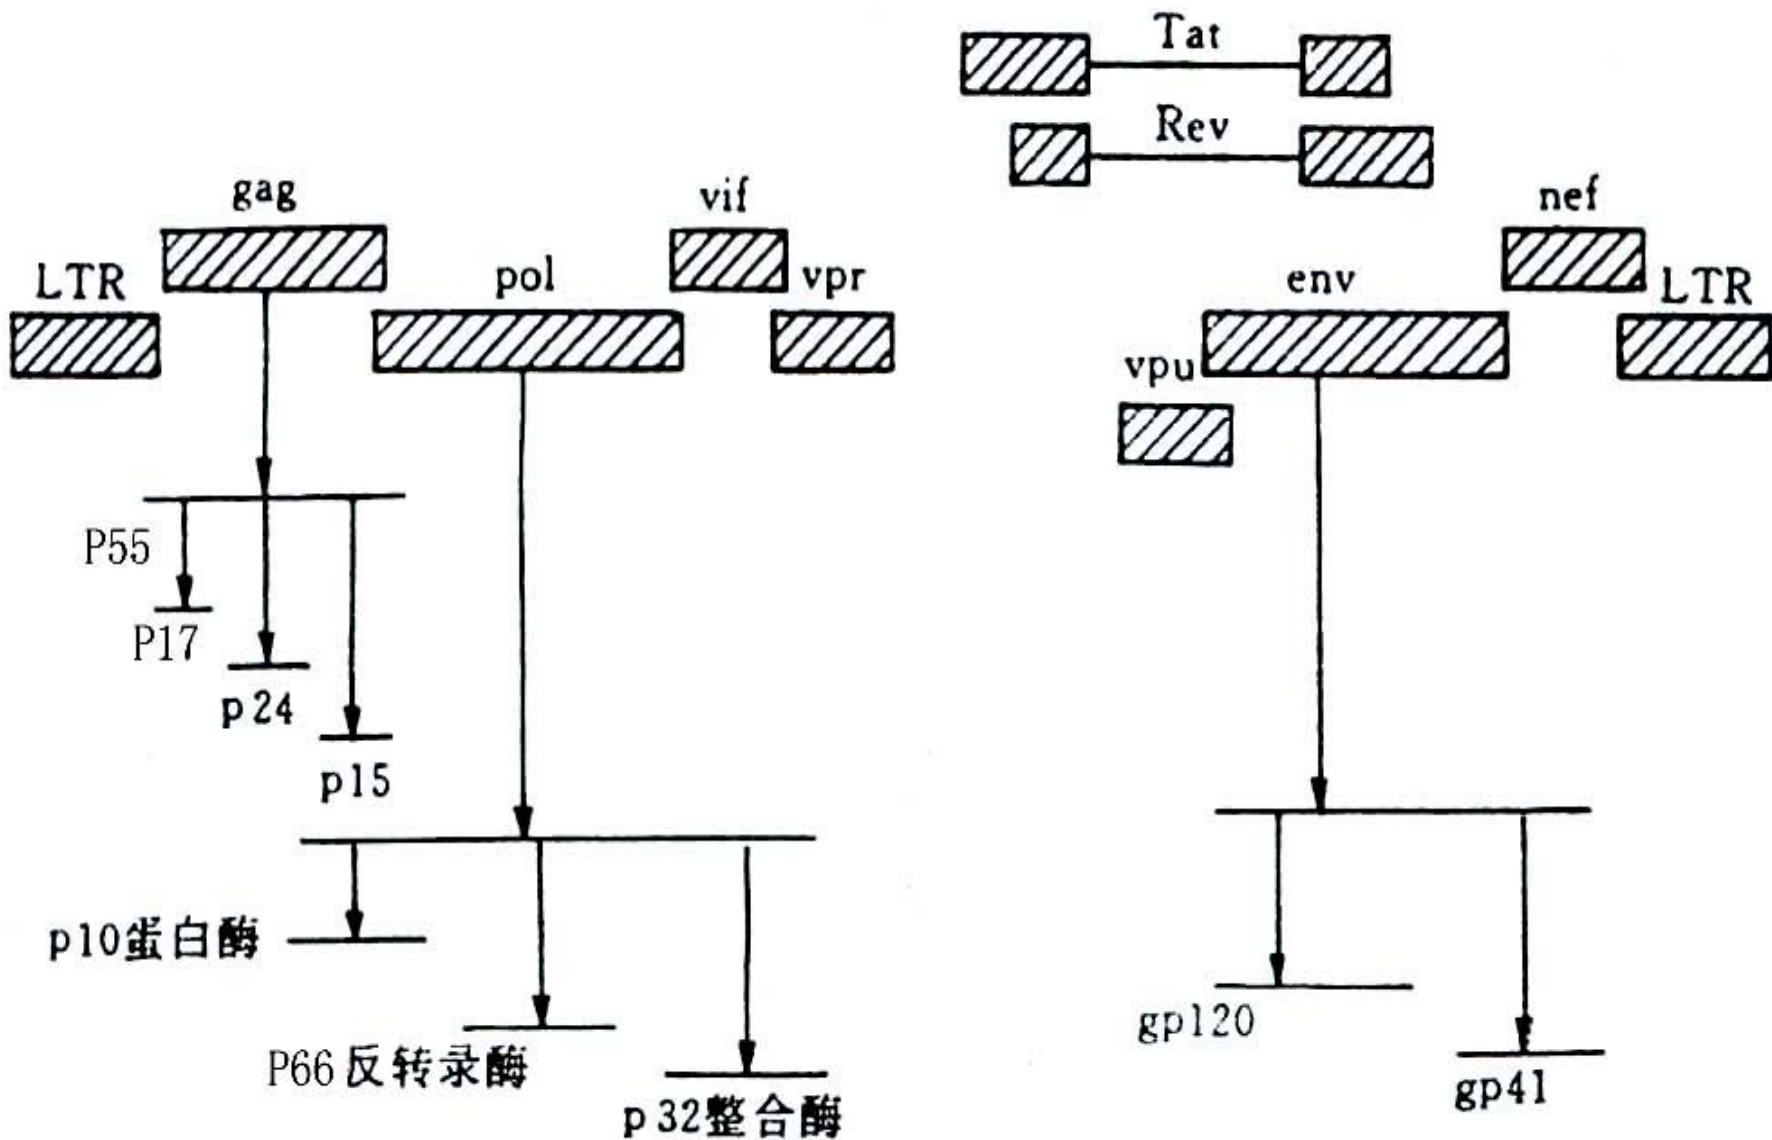 Tat
Rev
gag
vif
nef
LTR
pol
vpr
env
LTR
vpu
P55
P17
p24
p15
p10蛋白酶
P66反转录酶
p32整合酶
gp120
gp41